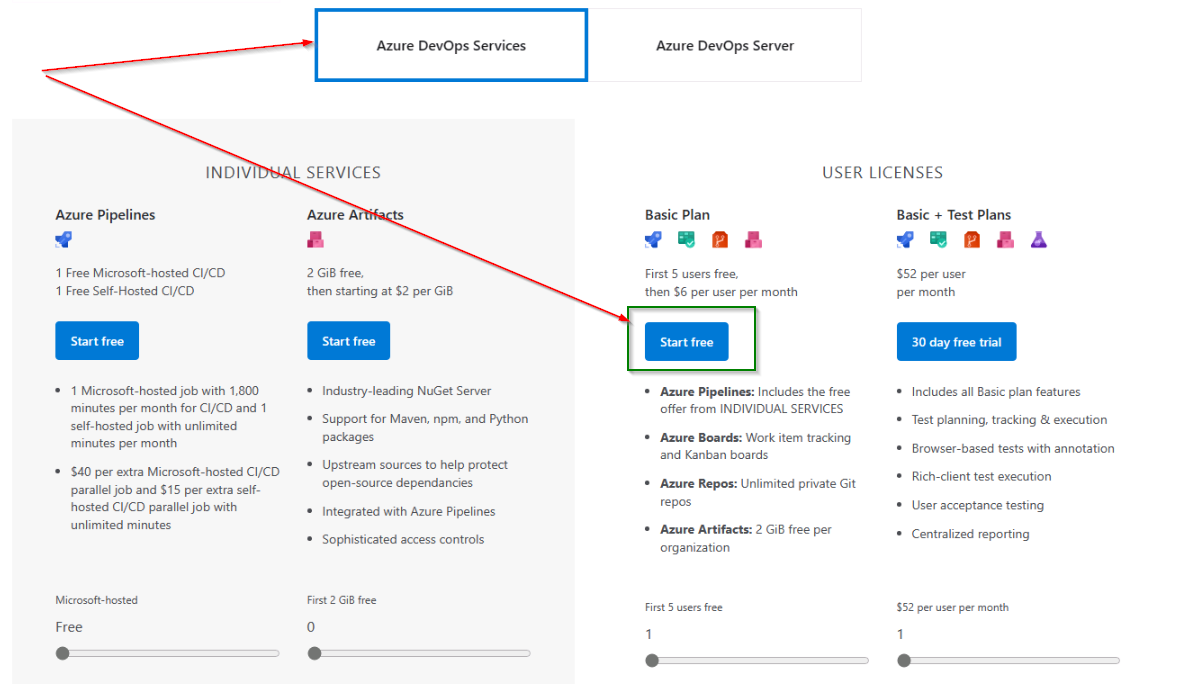 Azure DevOps Services
Azure DevOps Server
INDIVIDUAL SERVICES
Azure Pipelines
1 Free Microsoft-hosted CI/CD
1 Free Self-Hosted CI/CD
Start free
• 1 Microsoft-hosted job with 1,800
minutes per month for CI/CD and 1
self-hosted job with unlimited
minutes per month
• $40 per extra Microsoft-hosted CI/CD
parallel job and $15 per extra self-
hosted CI/CD parallel job with
unlimited minutes
Microsoft-hosted
Free
Azure Artifacts
2 GiB free,
then starting at $2 per GiB
Start free
• Industry-leading NuGet Server
• Support for Maven, npm, and Python
packages
• Upstream sources to help protect
open-source dependancies
• Integrated with Azure Pipelines
• Sophisticated access controls
First 2 GiB free
0
USER LICENSES
Basic Plan
First 5 users free,
then $6 per user per month
Start free
• Azure Pipelines: Includes the free
offer from INDIVIDUAL SERVICES
• Azure Boards: Work item tracking
and Kanban boards
• Azure Repos: Unlimited private Git
repos
• Azure Artifacts: 2 GiB free per
organization
First 5 users free
1
Basic + Test Plans
$52 per user
per month
30 day free trial
• Includes all Basic plan features
• Test planning, tracking & execution
• Browser-based tests with annotation
• Rich-client test execution
• User acceptance testing
• Centralized reporting
$52 per user per month
1